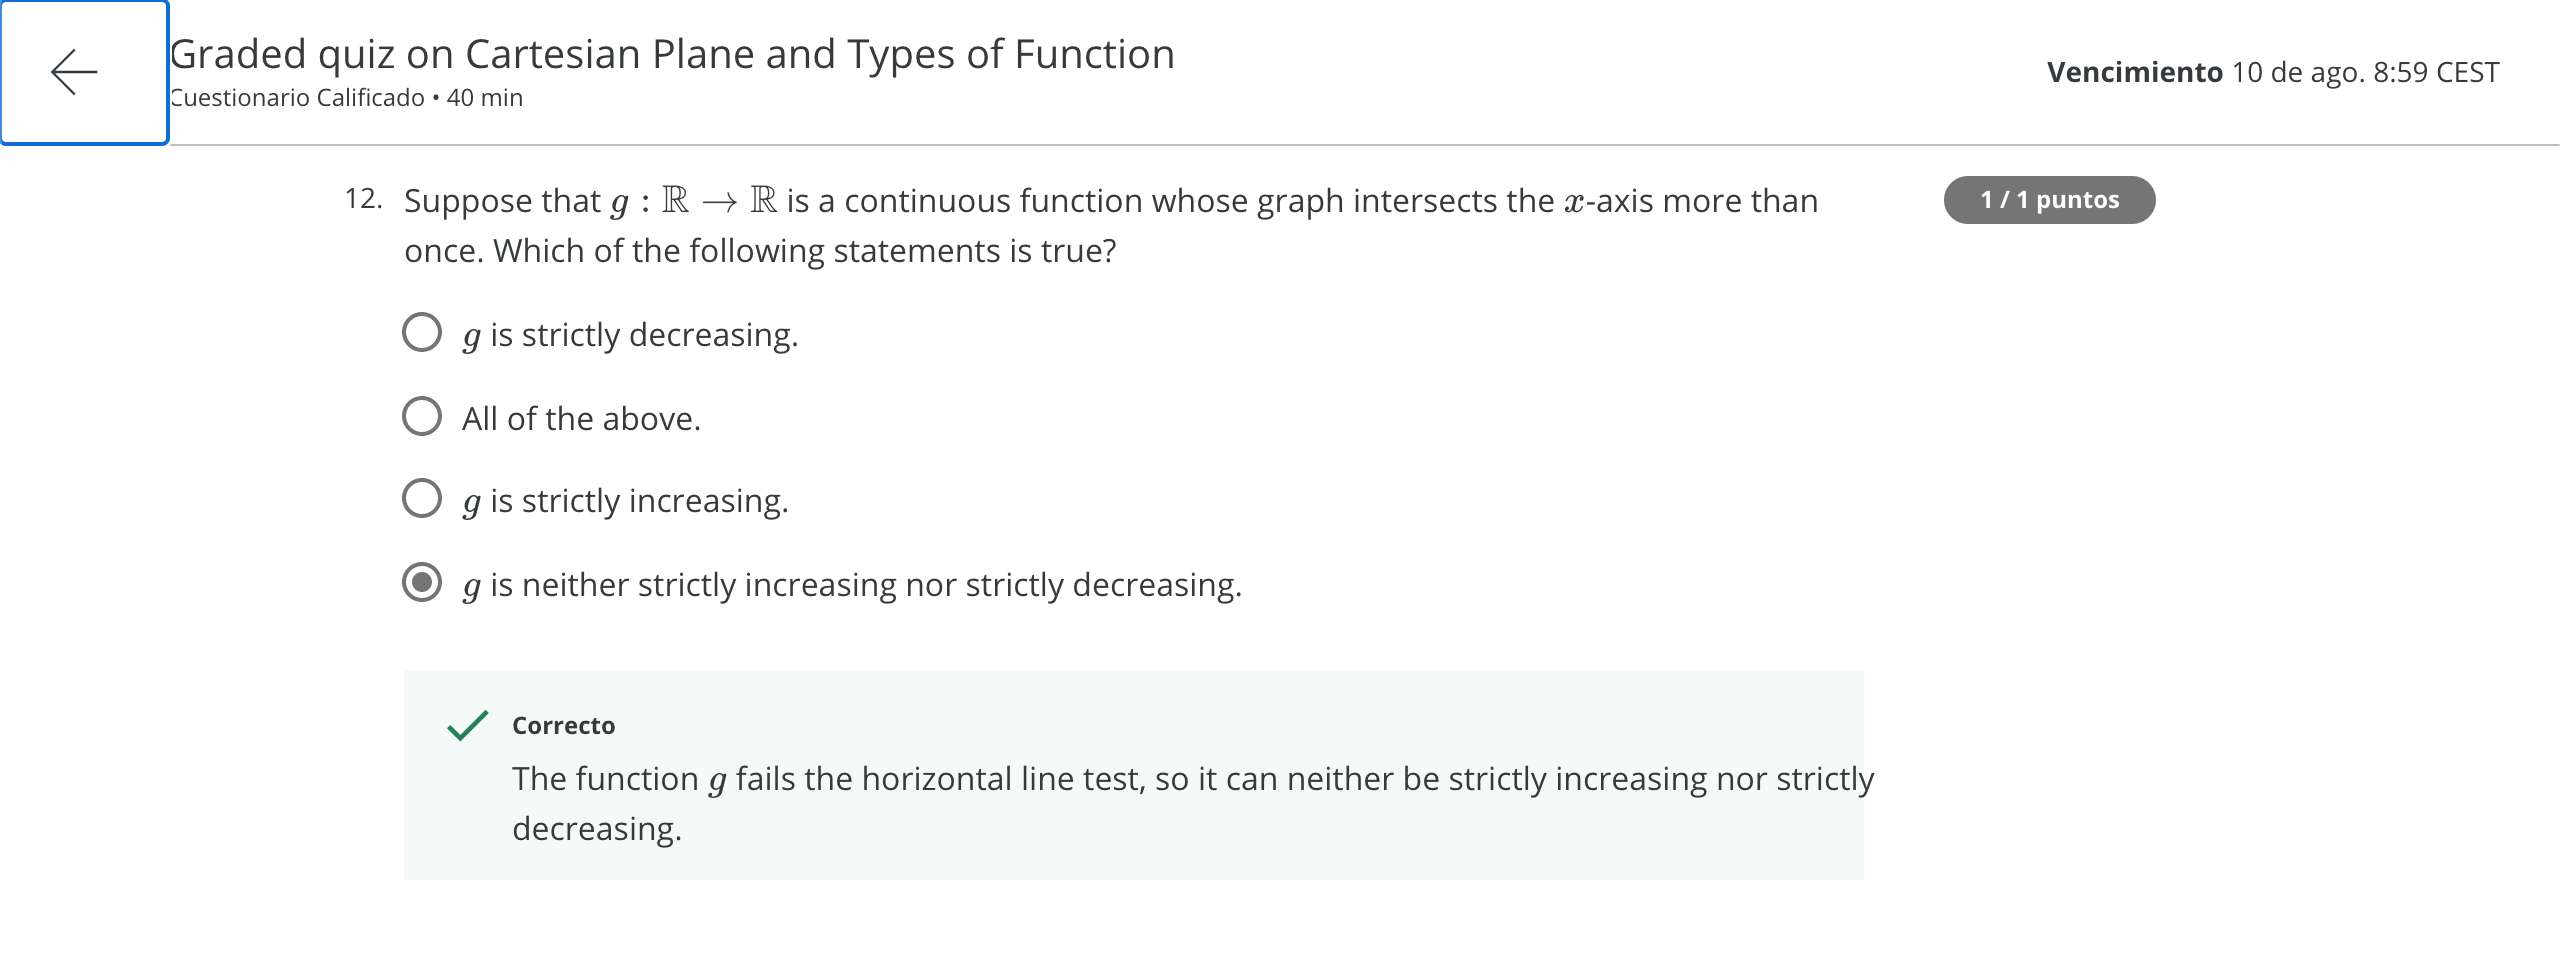 Graded quiz on Cartesian Plane and Types of Function
Cuestionario Calificado • 40 min
Vencimiento 10 de ago. 8:59 CEST
12. Suppose that g : ℝ → ℝ is a continuous function whose graph intersects the x-axis more than
once. Which of the following statements is true?
1 / 1 puntos
g is strictly decreasing.
All of the above.
g is strictly increasing.
g is neither strictly increasing nor strictly decreasing.
Correcto
The function g fails the horizontal line test, so it can neither be strictly increasing nor strictly
decreasing.